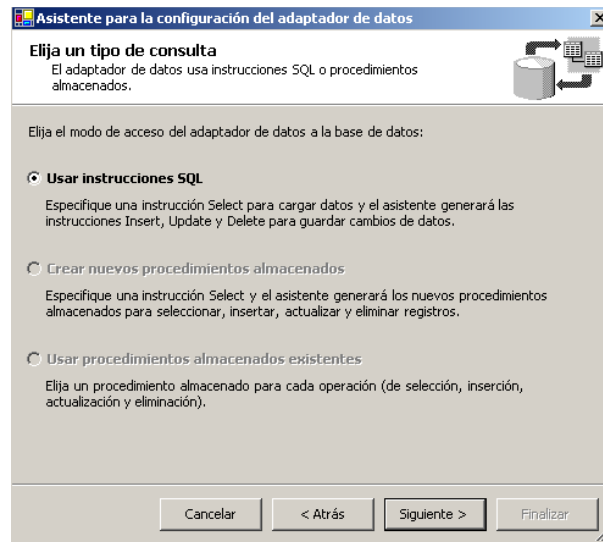 Asistente para la configuración del adaptador de datos
Elija un tipo de consulta
El adaptador de datos usa instrucciones SQL o procedimientos
almacenados.
Elija el modo de acceso del adaptador de datos a la base de datos:
Usar instrucciones SQL
Especifique una instrucción Select para cargar datos y el asistente generará las
instrucciones Insert, Update y Delete para guardar cambios de datos.
Crear nuevos procedimientos almacenados
Especifique una instrucción Select y el asistente generará los nuevos procedimientos
almacenados para seleccionar, insertar, actualizar y eliminar registros.
Usar procedimientos almacenados existentes
Elija un procedimiento almacenado para cada operación (de selección, inserción,
actualización y eliminación).
Cancelar < Atrás Siguiente > Finalizar